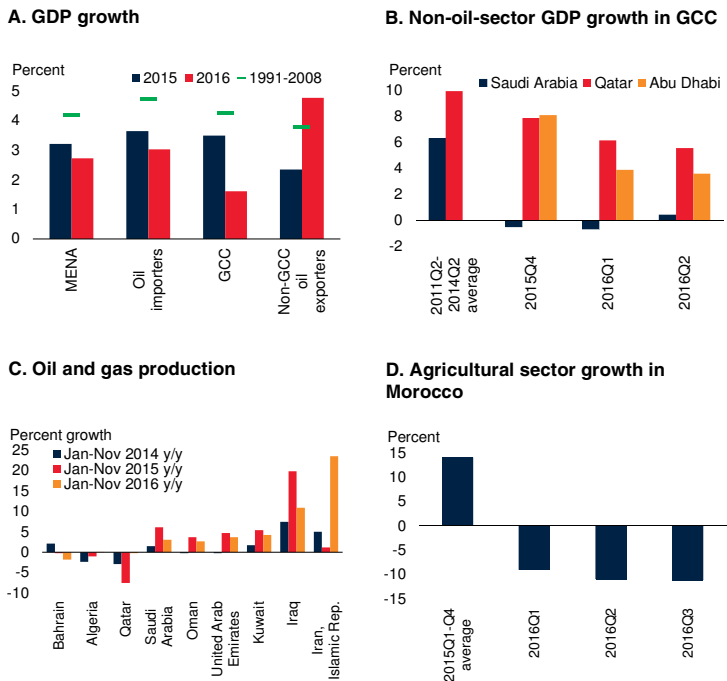 A. GDP growth
Percent
2015 2016 1991-2008
5
4
3
2
1
0
MENA
Oil
importers
GCC
Non-GCC
oil
exporters
B. Non-oil-sector GDP growth in GCC
Percent
Saudi Arabia Qatar Abu Dhabi
10
8
6
4
2
0
-2
2011Q2-
2014Q2
average
2015Q4
2016Q1
2016Q2
C. Oil and gas production
Percent growth
Jan-Nov 2014 y/y
Jan-Nov 2015 y/y
Jan-Nov 2016 y/y
25
20
15
10
5
0
-5
-10
Bahrain
Algeria
Qatar
Saudi
Arabia
Oman
United Arab
Emirates
Kuwait
Iraq
Iran,
Islamic Rep.
D. Agricultural sector growth in
Morocco
Percent
15
10
5
0
-5
-10
-15
2015Q1-Q4
average
2016Q1
2016Q2
2016Q3